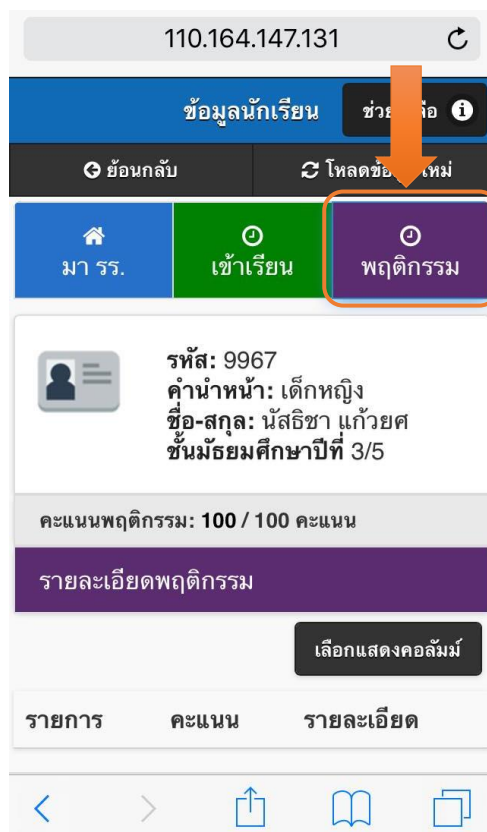 110.164.147.131
ข้อมูลนักเรียน
ย้อนกลับ
มา รร. เข้าเรียน พฤติกรรม
รหัส: 9967
คำนำหน้า: เด็กหญิง
ชื่อ-สกุล: นัสธิชา แก้วยศ
ชั้นมัธยมศึกษาปีที่ 3/5
คะแนนพฤติกรรม: 100 / 100 คะแนน
รายละเอียดพฤติกรรม
เลือกแสดงคอลัมม์
รายการ คะแนน รายละเอียด